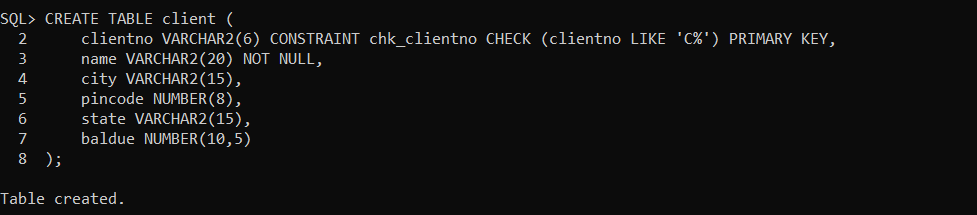 SQL> CREATE TABLE client (
  2      clientno VARCHAR2(6) CONSTRAINT chk_clientno CHECK (clientno LIKE 'C%') PRIMARY KEY,
  3      name VARCHAR2(20) NOT NULL,
  4      city VARCHAR2(15),
  5      pincode NUMBER(8),
  6      state VARCHAR2(15),
  7      baldue NUMBER(10,5)
  8  );
Table created.